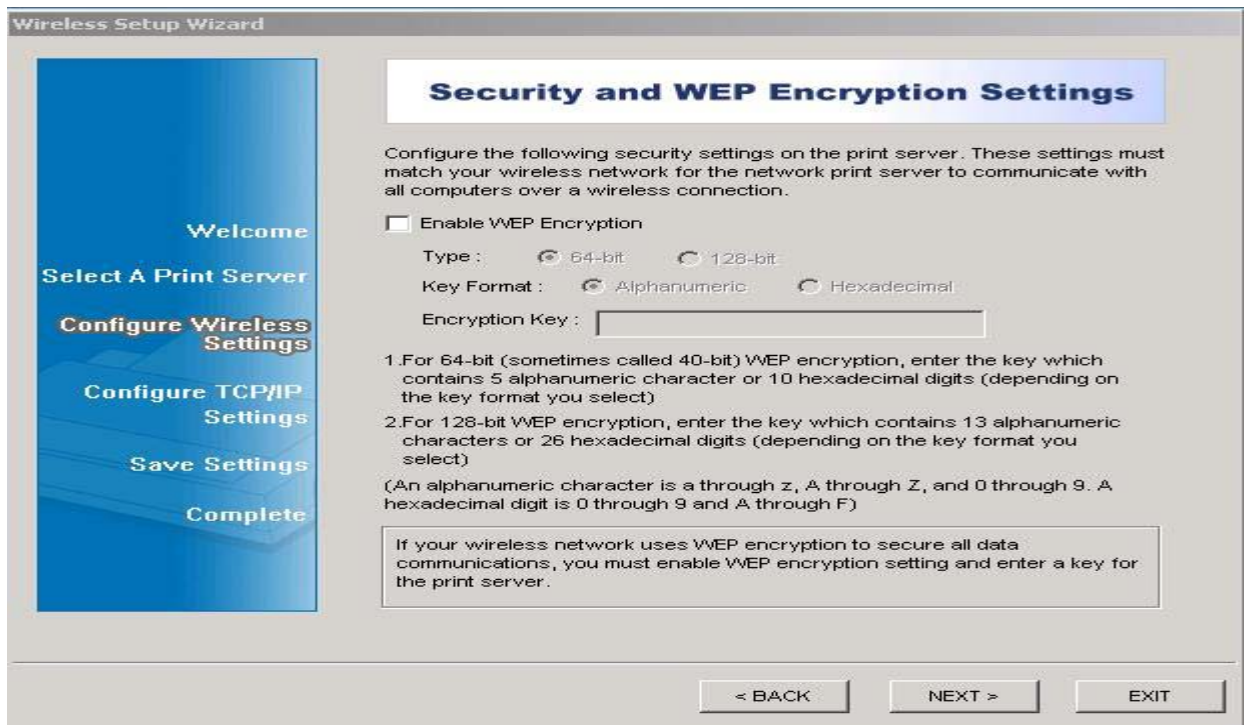 Wireless Setup Wizard
Welcome
Select A Print Server
Configure Wireless
Settings
Configure TCP/IP
Settings
Save Settings
Complete
Security and WEP Encryption Settings
Configure the following security settings on the print server. These settings must
match your wireless network for the network print server to communicate with
all computers over a wireless connection.
Enable WEP Encryption
Type : 64-bit 128-bit
Key Format : Alphanumeric Hexadecimal
Encryption Key :
1.For 64-bit (sometimes called 40-bit) WEP encryption, enter the key which
contains 5 alphanumeric character or 10 hexadecimal digits (depending on
the key format you select)
2.For 128-bit WEP encryption, enter the key which contains 13 alphanumeric
characters or 26 hexadecimal digits (depending on the key format you
select)
(An alphanumeric character is a through z, A through Z, and 0 through 9. A
hexadecimal digit is 0 through 9 and A through F)
If your wireless network uses WEP encryption to secure all data
communications, you must enable WEP encryption setting and enter a key for
the print server.
< BACK NEXT > EXIT